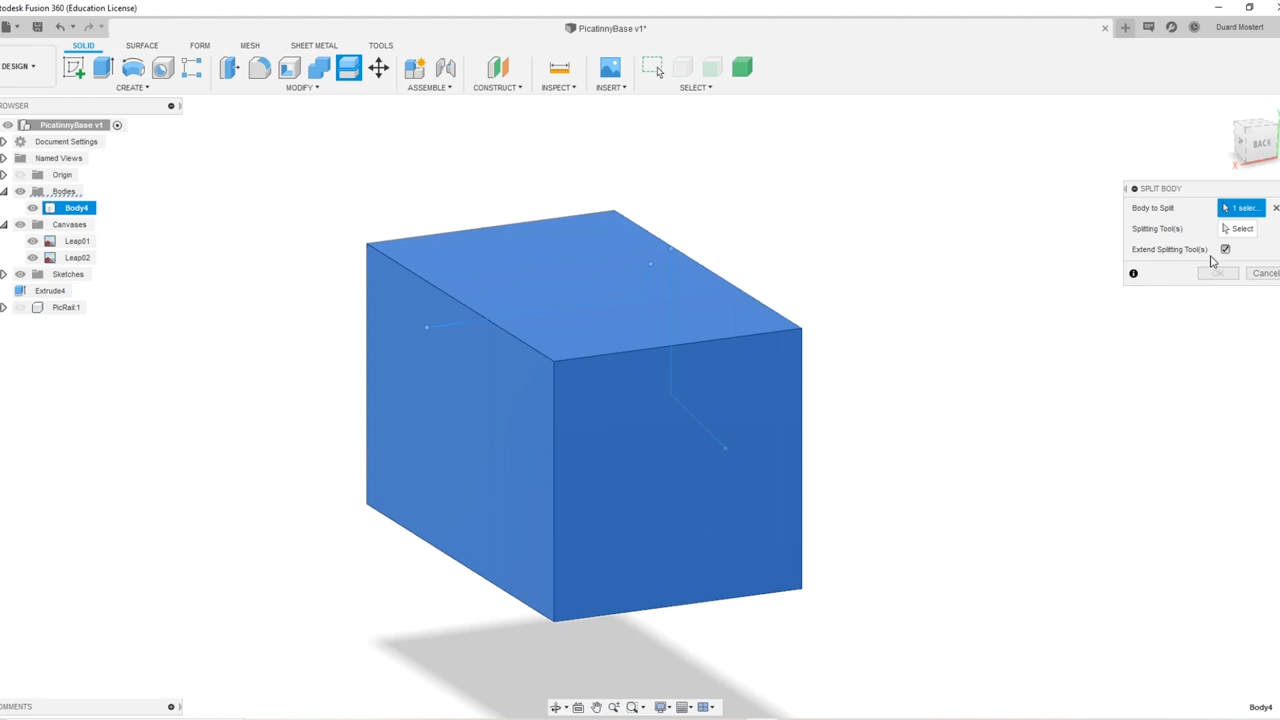 odesk Fusion 360 (Education License)
PicatinnyBase v1*
Duard Mostert
DESIGN
SOLID SURFACE FORM MESH SHEET METAL TOOLS
CREATE MODIFY ASSEMBLE CONSTRUCT INSPECT INSERT SELECT
ROWSER
PicatinnyBase v1
Document Settings
Named Views
Origin
Bodies
Body4
Canvases
Leap01
Leap02
Sketches
Extrude4
PicRail:1
BACK
X
SPLIT BODY
Body to Split 1 selec...
Splitting Tool(s) Select
Extend Splitting Tool(s)
OK Cancel
OMMENTS
Body4